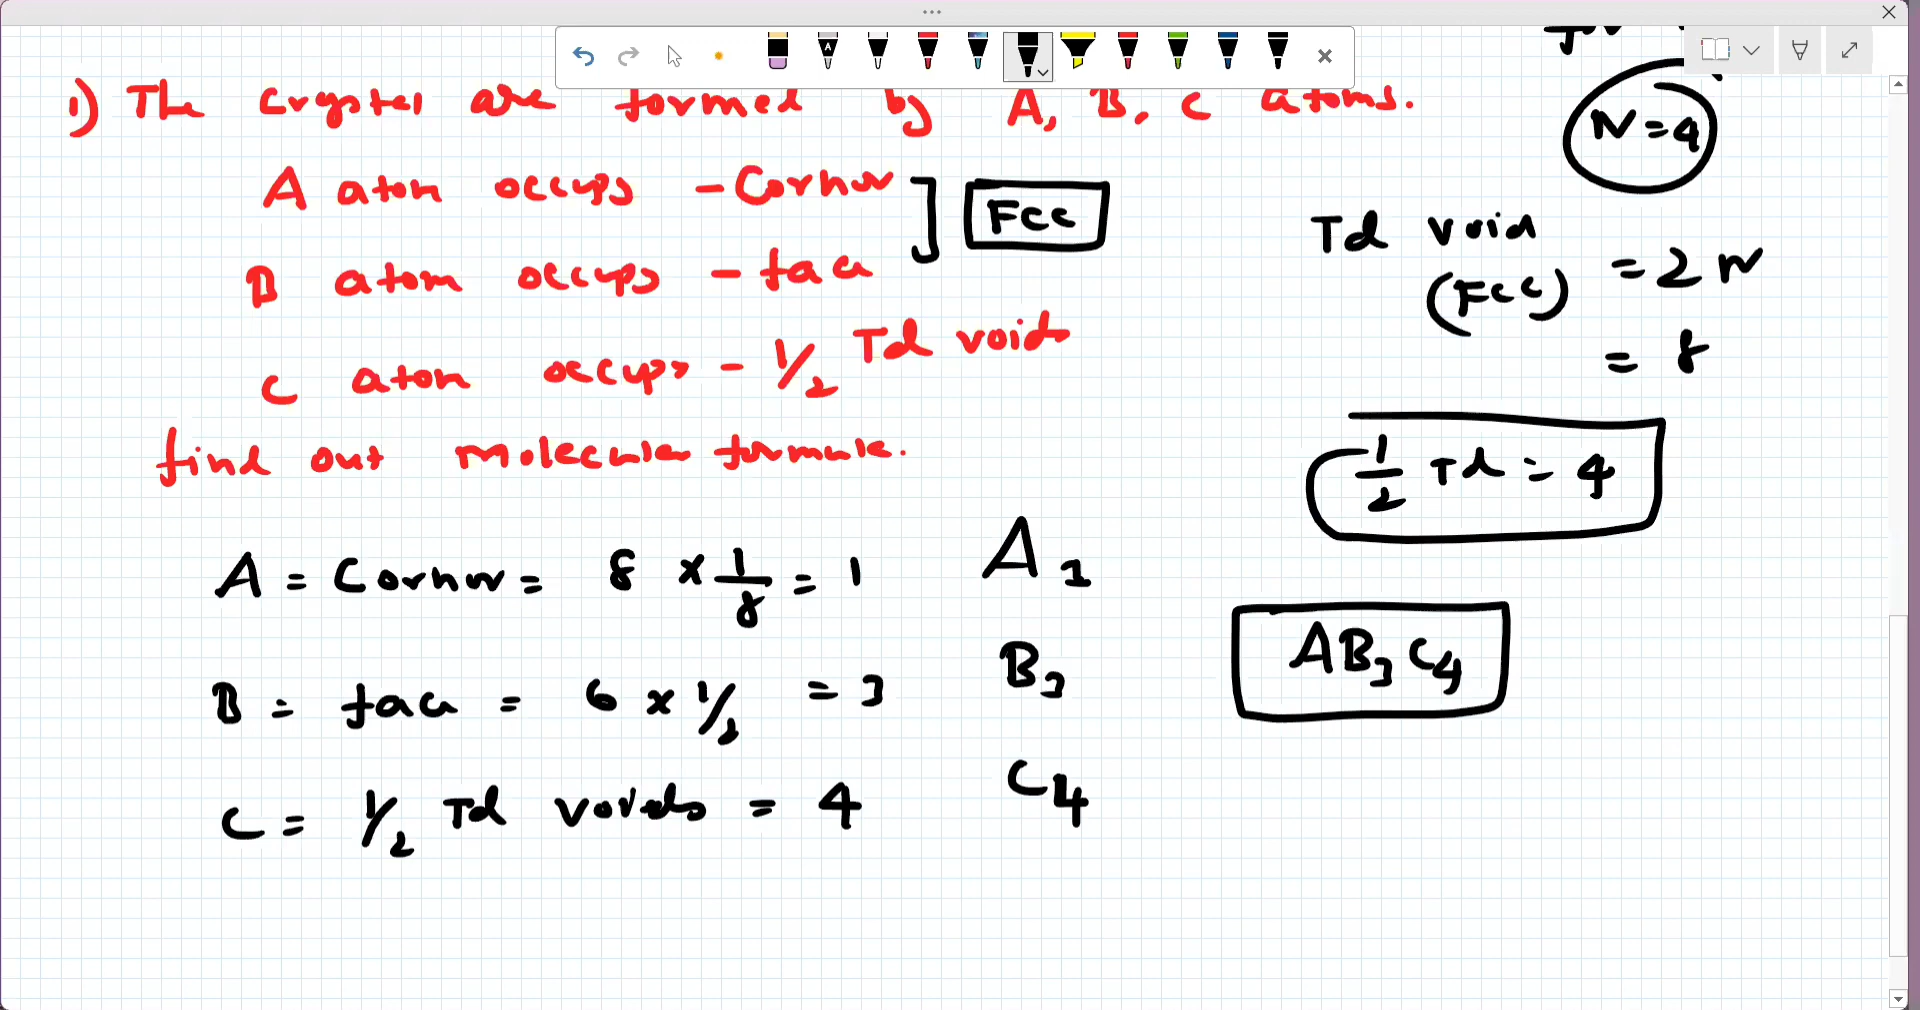 1) The Crystel are formed by A, B, C atoms.
A atom occups - Corner ] FCC
B atom occups - face
C atom occups - 1/2 Td voids
find out molecular formula.
A = Corner = 8 x 1/8 = 1
B = face = 6 x 1/2 = 3
C = 1/2 Td voids = 4
A1
B3
C4
N = 4
Td void (FCC) = 2 N
= 8
1/2 Td = 4
AB3C4